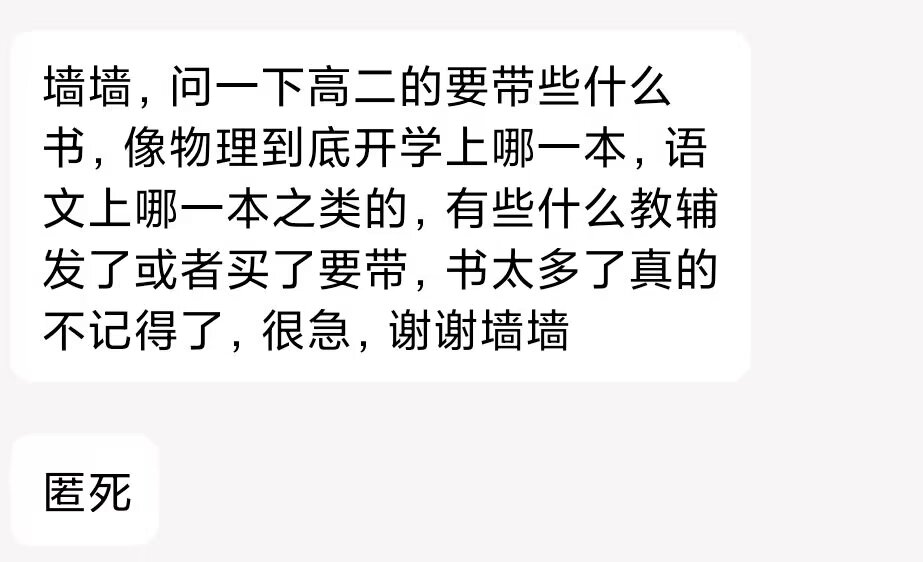 墙墙，问一下高二的要带些什么
书，像物理到底开学上哪一本，语
文上哪一本之类的，有些什么教辅
发了或者买了要带，书太多了真的
不记得了，很急，谢谢墙墙
匿死